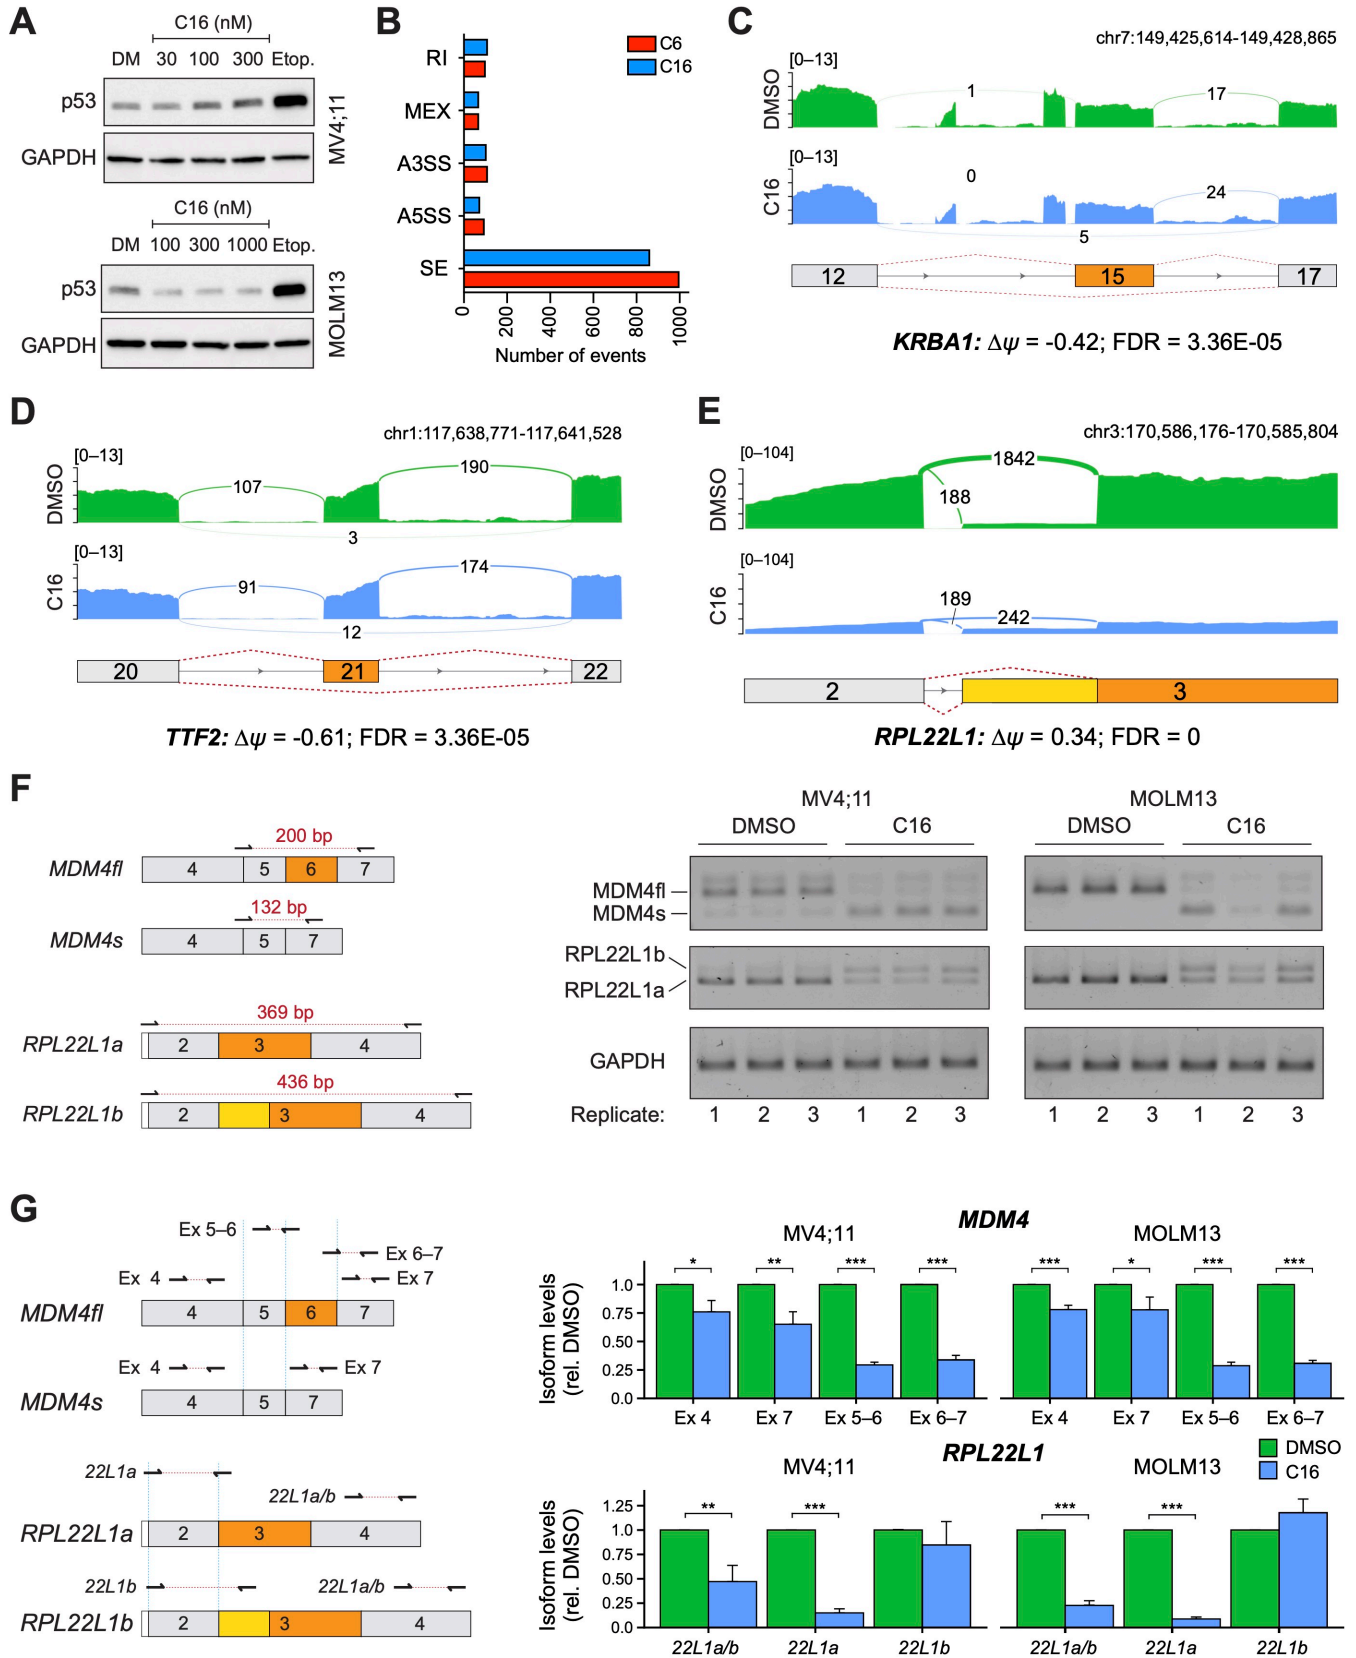 A
C16 (nM)
DM 30 100 300 Etop.
p53
GAPDH
MV4;11
C16 (nM)
DM 100 300 1000 Etop.
p53
GAPDH
MOLM13
B
C6
C16
RI
MEX
A3SS
A5SS
SE
0 200 400 600 800 1000
Number of events
C
chr7:149,425,614-149,428,865
[0–13]
DMSO
1 17
[0–13]
C16
0 24
5
12 15 17
KRBA1: Δψ = -0.42; FDR = 3.36E-05
D
chr1:117,638,771-117,641,528
[0–13]
DMSO
107 190
3
[0–13]
C16
91 174
12
20 21 22
TTF2: Δψ = -0.61; FDR = 3.36E-05
E
chr3:170,586,176-170,585,804
[0–104]
DMSO
1842
188
[0–104]
C16
189
242
2 3
RPL22L1: Δψ = 0.34; FDR = 0
F
200 bp
MDM4fl 4 5 6 7
132 bp
MDM4s 4 5 7
369 bp
RPL22L1a 2 3 4
436 bp
RPL22L1b 2 3 4
MV4;11 MOLM13
DMSO C16 DMSO C16
MDM4fl
MDM4s
RPL22L1b
RPL22L1a
GAPDH
Replicate: 1 2 3 1 2 3 1 2 3 1 2 3
G
Ex 5–6
Ex 6–7
Ex 4 Ex 7
MDM4fl 4 5 6 7
Ex 4 Ex 7
MDM4s 4 5 7
22L1a
22L1a/b
RPL22L1a 2 3 4
22L1b 22L1a/b
RPL22L1b 2 3 4
MDM4
MV4;11 MOLM13
Isoform levels
(rel. DMSO)
1.0
0.75
0.50
0.25
0.0
* ** *** *** *** * *** ***
Ex 4 Ex 7 Ex 5–6 Ex 6–7 Ex 4 Ex 7 Ex 5–6 Ex 6–7
RPL22L1
DMSO
C16
MV4;11 MOLM13
Isoform levels
(rel. DMSO)
1.25
1.0
0.75
0.50
0.25
0.0
** *** *** ***
22L1a/b 22L1a 22L1b 22L1a/b 22L1a 22L1b